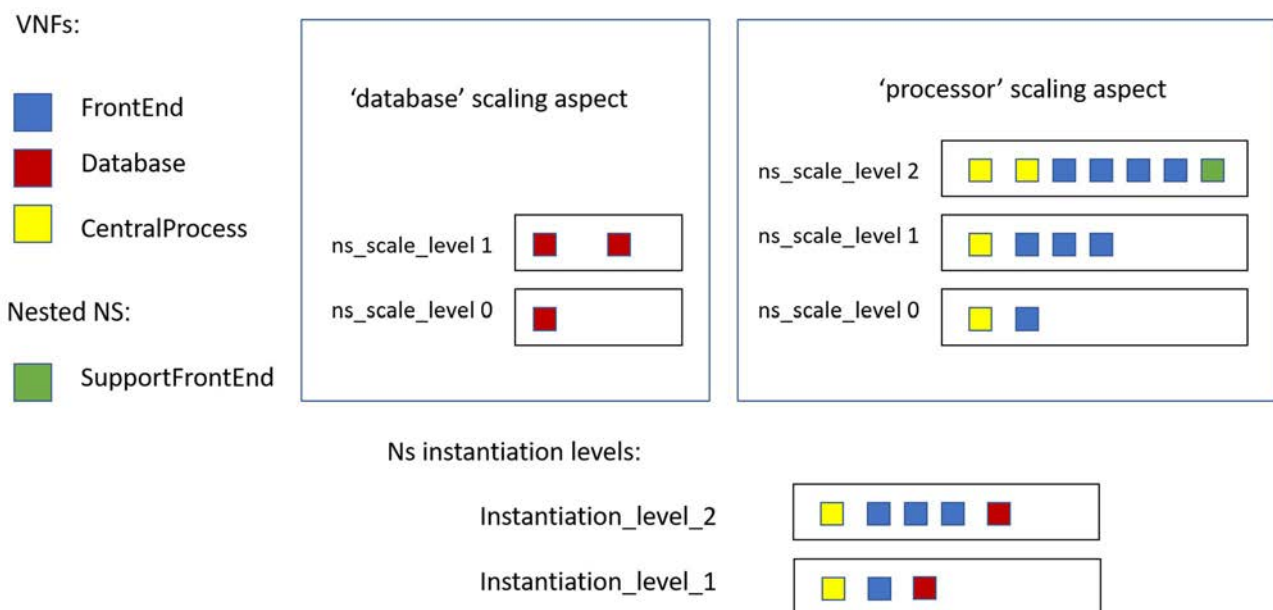 VNFs:
FrontEnd
Database
CentralProcess
Nested NS:
SupportFrontEnd
‘database’ scaling aspect
ns_scale_level 1
ns_scale_level 0
‘processor’ scaling aspect
ns_scale_level 2
ns_scale_level 1
ns_scale_level 0
Ns instantiation levels:
Instantiation_level_2
Instantiation_level_1